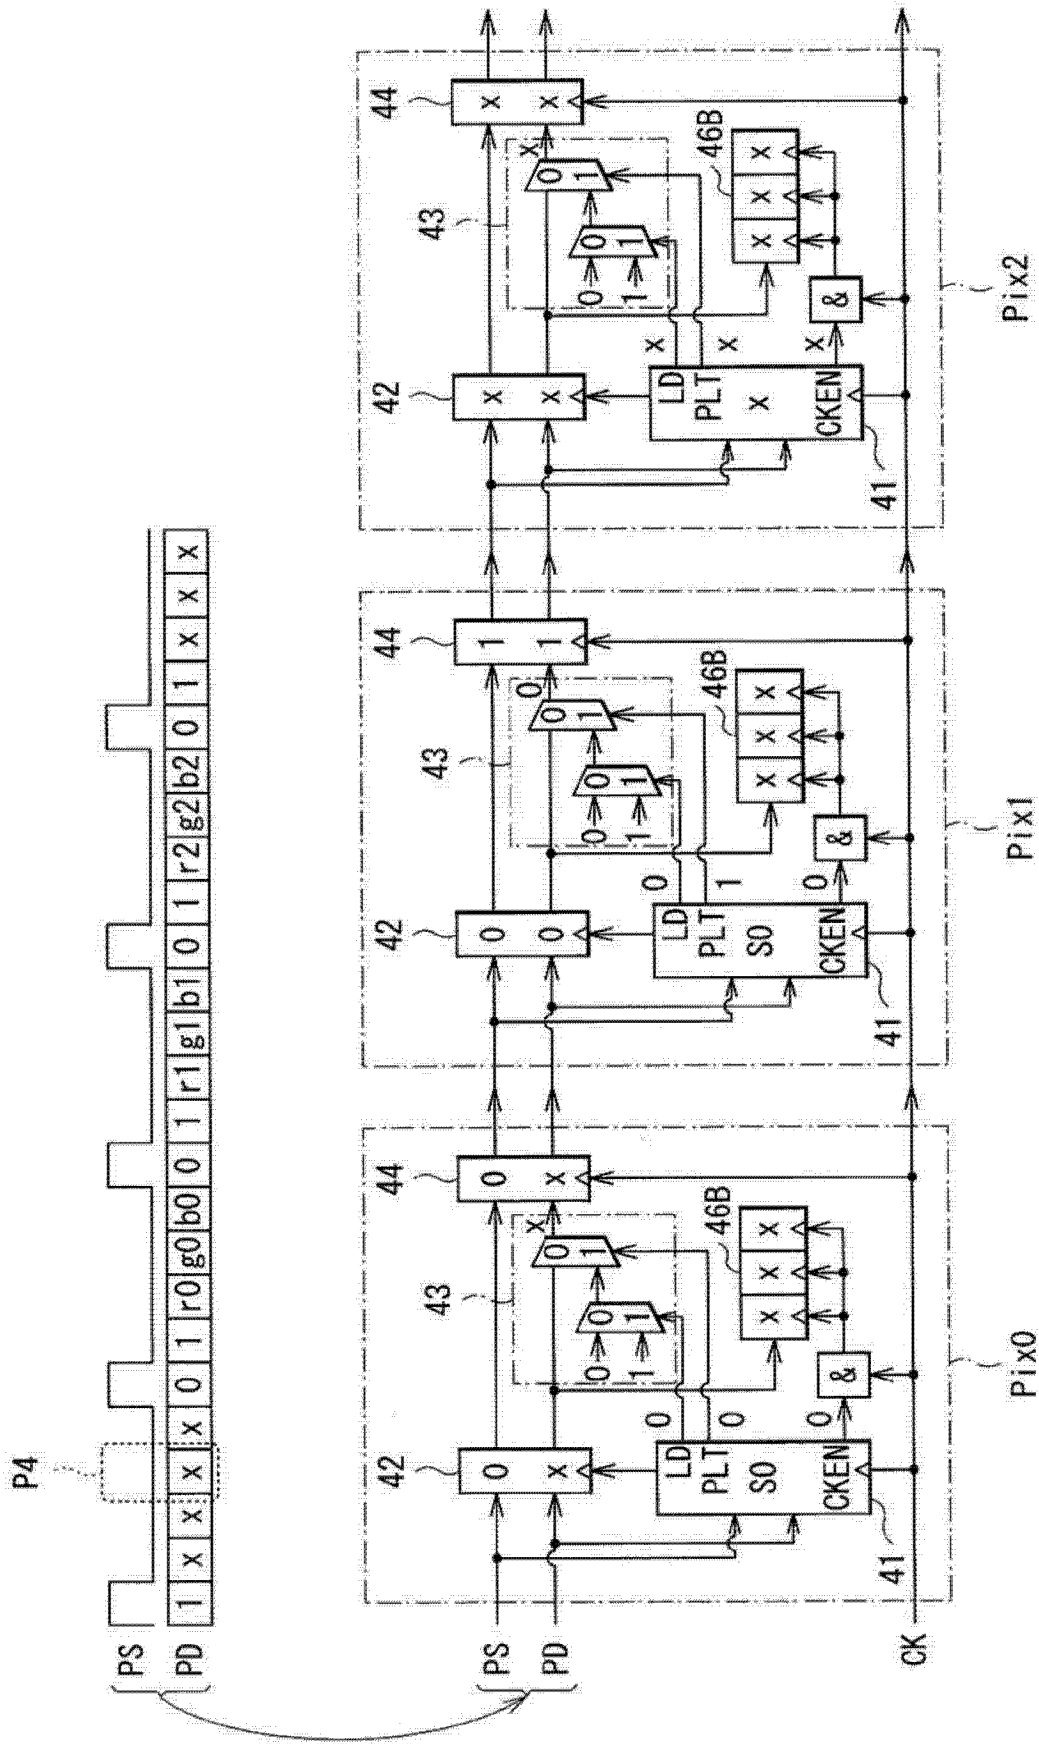 P4
PS
PD 1 x x x x 0 1 r0 g0 b0 0 1 r1 g1 b1 0 1 r2 g2 b2 0 1 x x x
42 44 42 44 42 44
43 43 43
PS 0 0 0 1 x x
PD x x x 0 0 1 x x x
0 1 0 1 0 1
0 0 0 0 0 0
1 1 1 1 1 1
0 0 x
LD LD LD
PLT 0 PLT 1 PLT x
46B 46B 46B
S0 x x x S0 x x x x x x x
CKEN 0 & CKEN 0 & CKEN x &
41 41 41
CK
Pix0 Pix1 Pix2